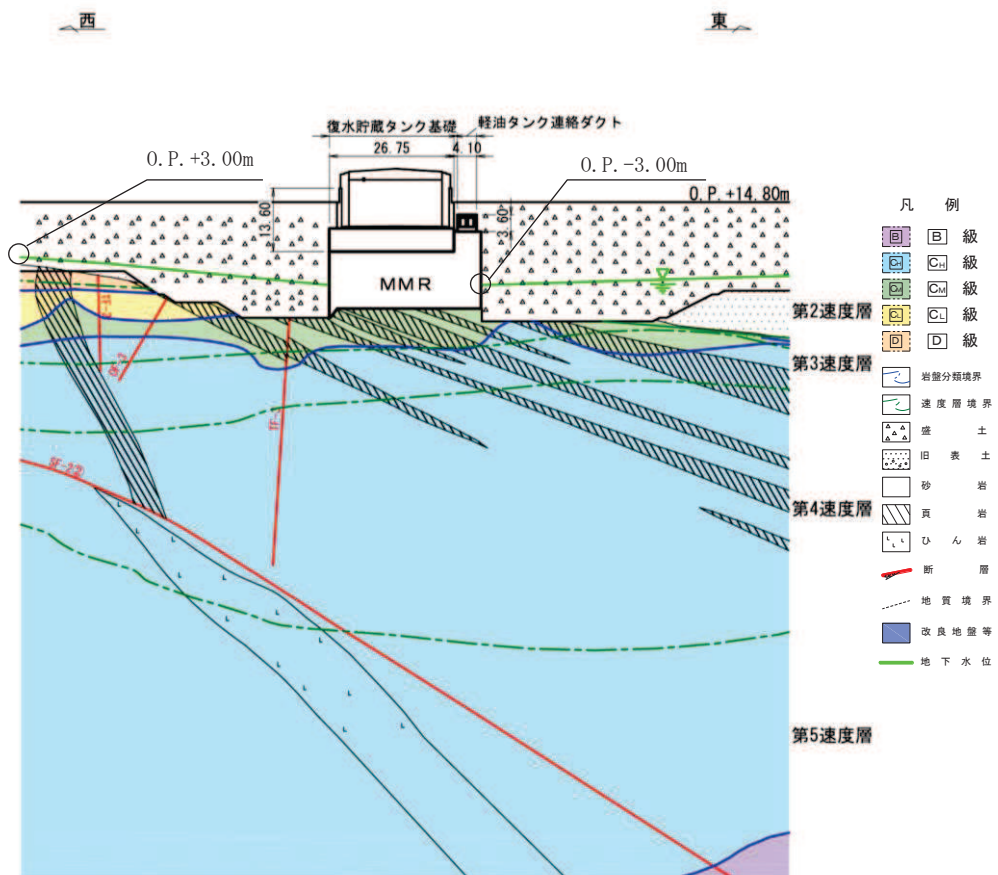 西
東
復水貯蔵タンク基礎
軽油タンク連絡ダクト
26.75
4.10
O.P.+3.00m
O.P.-3.00m
O.P.+14.80m
13.60
3.60
MMR
TF-
SF-2②
第2速度層
第3速度層
第4速度層
第5速度層
凡 例
B B 級
CH CH 級
CM CM 級
CL CL 級
D D 級
岩盤分類境界
速度層境界
盛 土
旧 表 土
砂 岩
頁 岩
ひ ん 岩
断 層
地 質 境 界
改 良 地 盤 等
地 下 水 位